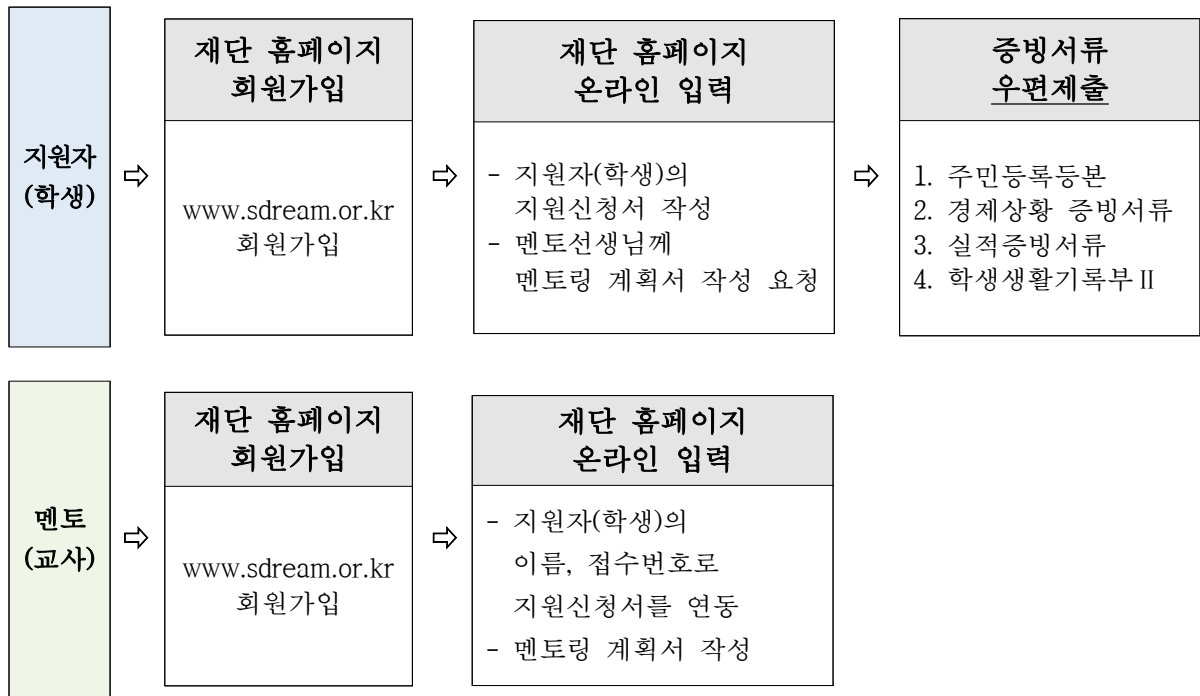 지원자
(학생)
⇨
재단 홈페이지
회원가입
www.sdream.or.kr
회원가입
⇨
재단 홈페이지
온라인 입력
- 지원자(학생)의
지원신청서 작성
- 멘토선생님께
멘토링 계획서 작성 요청
⇨
증빙서류
우편제출
1. 주민등록등본
2. 경제상황 증빙서류
3. 실적증빙서류
4. 학생생활기록부Ⅱ
멘토
(교사)
⇨
재단 홈페이지
회원가입
www.sdream.or.kr
회원가입
⇨
재단 홈페이지
온라인 입력
- 지원자(학생)의
이름, 접수번호로
지원신청서를 연동
- 멘토링 계획서 작성